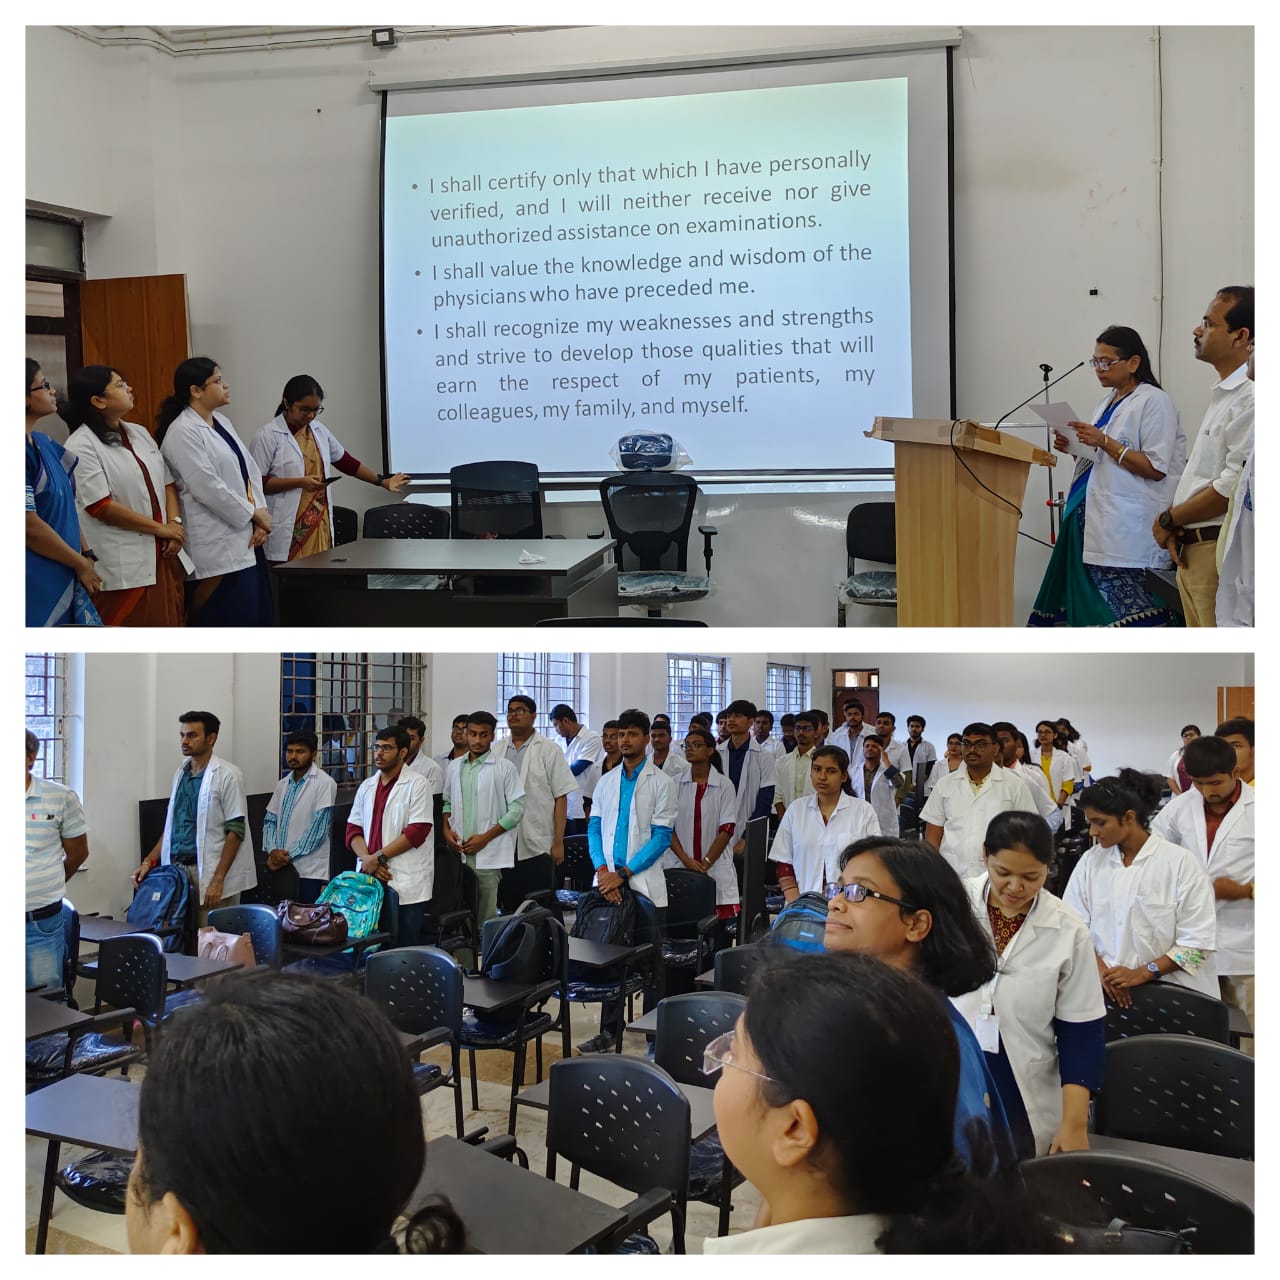 • I shall certify only that which I have personally
verified, and I will neither receive nor give
unauthorized assistance on examinations.
• I shall value the knowledge and wisdom of the
physicians who have preceded me.
• I shall recognize my weaknesses and strengths
and strive to develop those qualities that will
earn the respect of my patients, my
colleagues, my family, and myself.